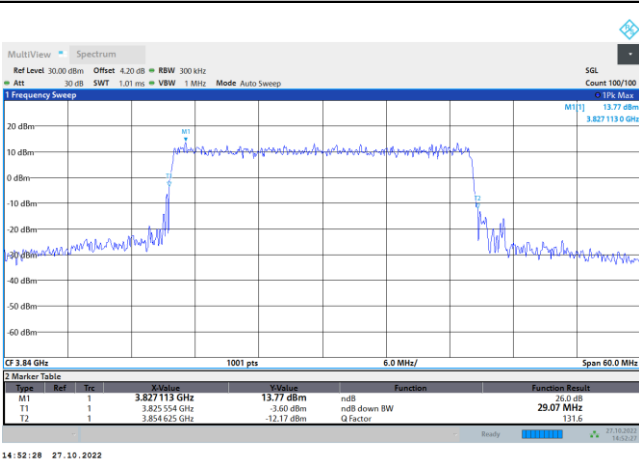 MultiView Spectrum
Ref Level 30.00 dBm Offset 4.20 dB RBW 300 kHz SGL
Att 30 dB SWT 1.01 ms VBW 1 MHz Mode Auto Sweep Count 100/100
1 Frequency Sweep 1Pk Max
M1[1] 13.77 dBm
3.827 113 0 GHz
20 dBm
M1
10 dBm
T1
0 dBm
-10 dBm
T2
-20 dBm
-30 dBm
-40 dBm
-50 dBm
-60 dBm
CF 3.84 GHz 1001 pts 6.0 MHz/ Span 60.0 MHz
2 Marker Table
Type Ref Trc X-Value Y-Value Function Function Result
M1 1 3.827 113 GHz 13.77 dBm ndB 26.0 dB
T1 1 3.825 554 GHz -3.60 dBm ndB down BW 29.07 MHz
T2 1 3.854 625 GHz -12.17 dBm Q Factor 131.6
Ready 27.10.2022
14:52:27
14:52:28 27.10.2022